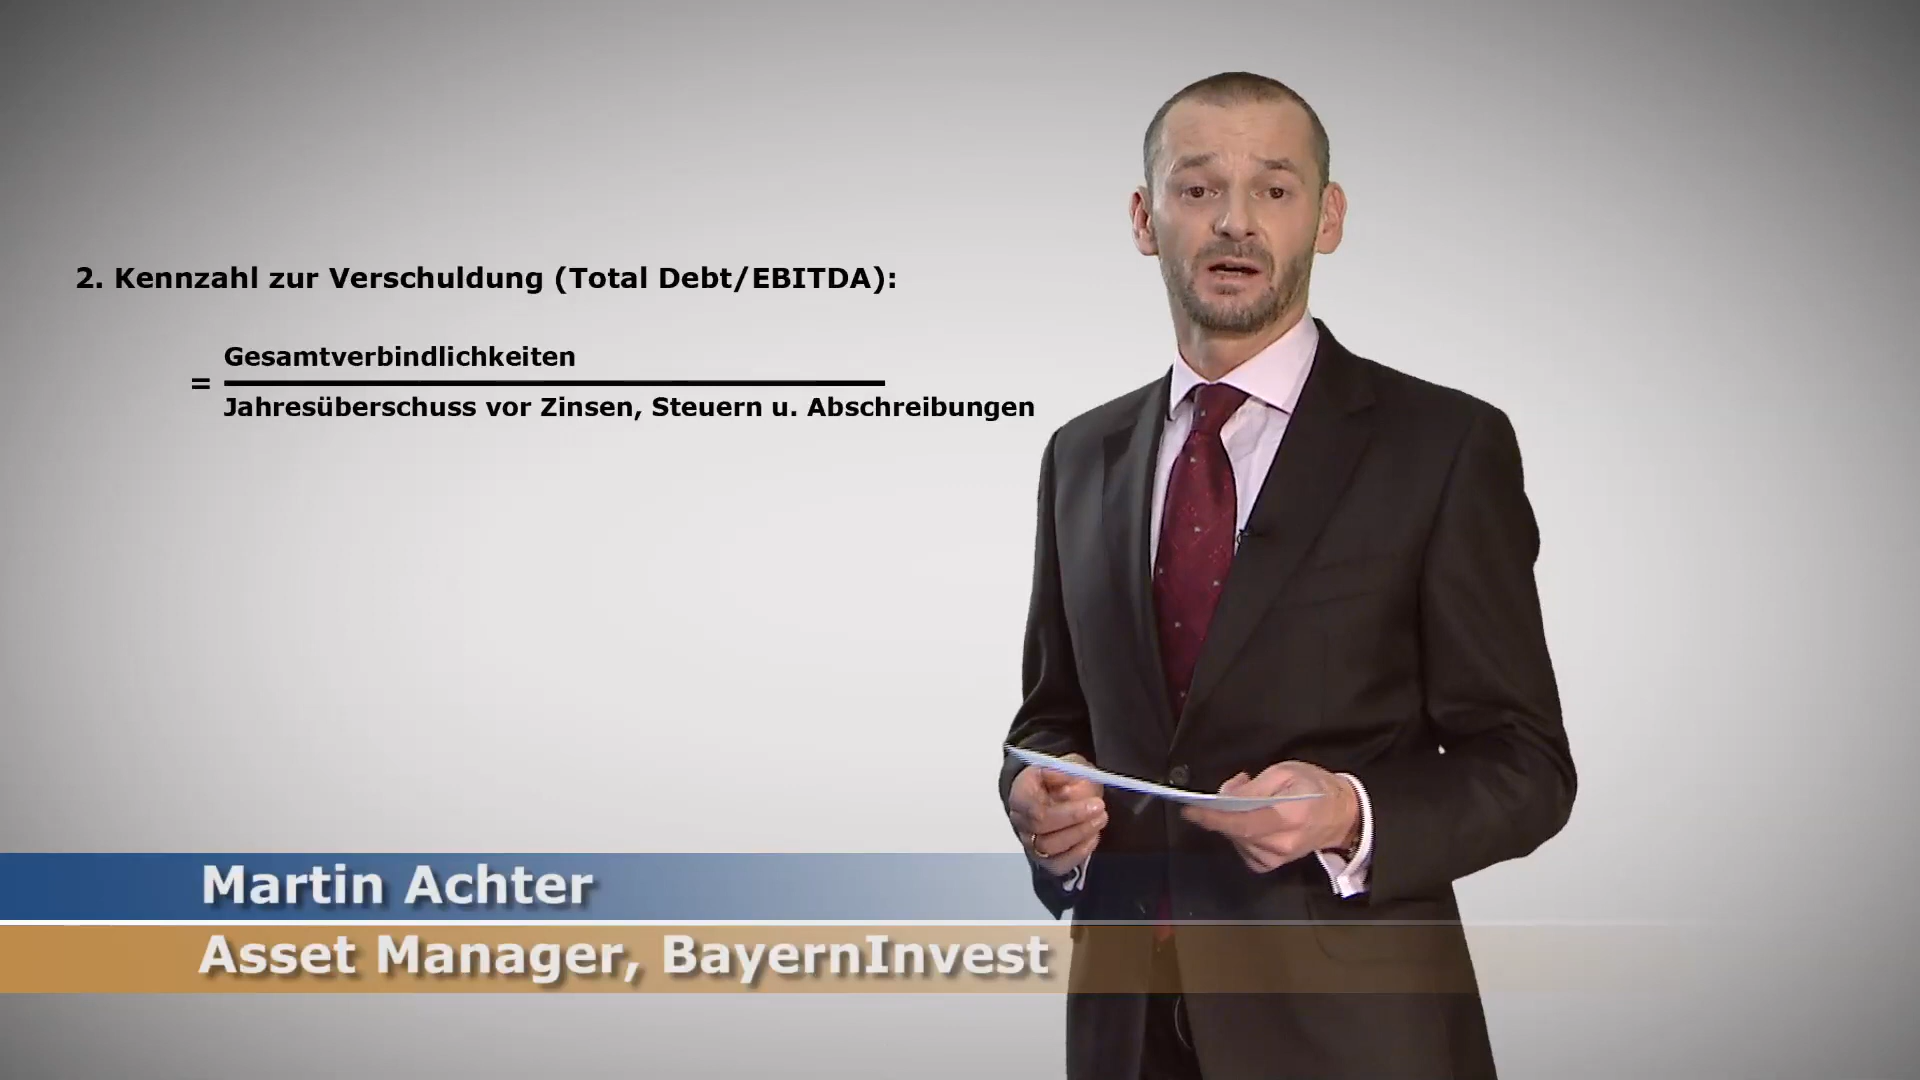 2. Kennzahl zur Verschuldung (Total Debt/EBITDA):
Gesamtverbindlichkeiten
=
Jahresüberschuss vor Zinsen, Steuern u. Abschreibungen
Martin Achter
Asset Manager, BayernInvest